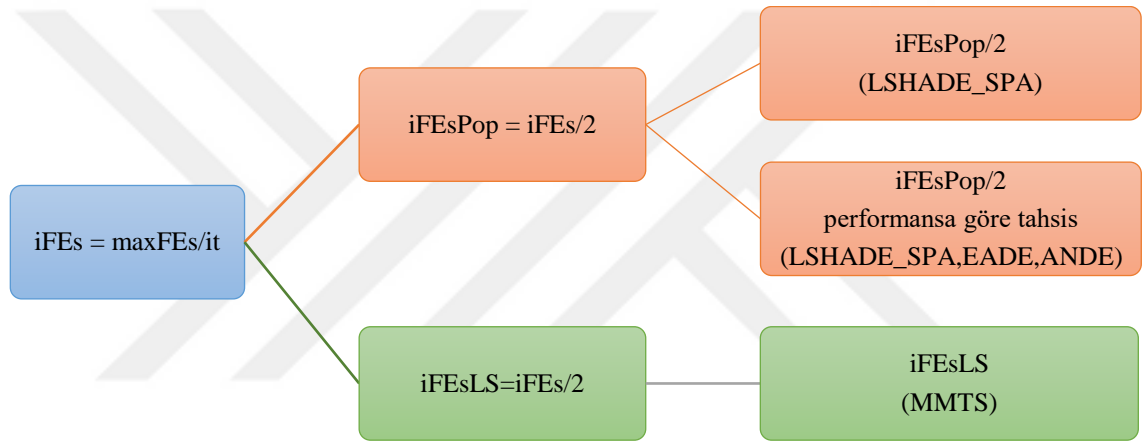 iFEs = maxFEs/it
iFEsPop = iFEs/2
iFEsPop/2
(LSHADE_SPA)
iFEsPop/2
performansa göre tahsis
(LSHADE_SPA,EADE,ANDE)
iFEsLS=iFEs/2
iFEsLS
(MMTS)